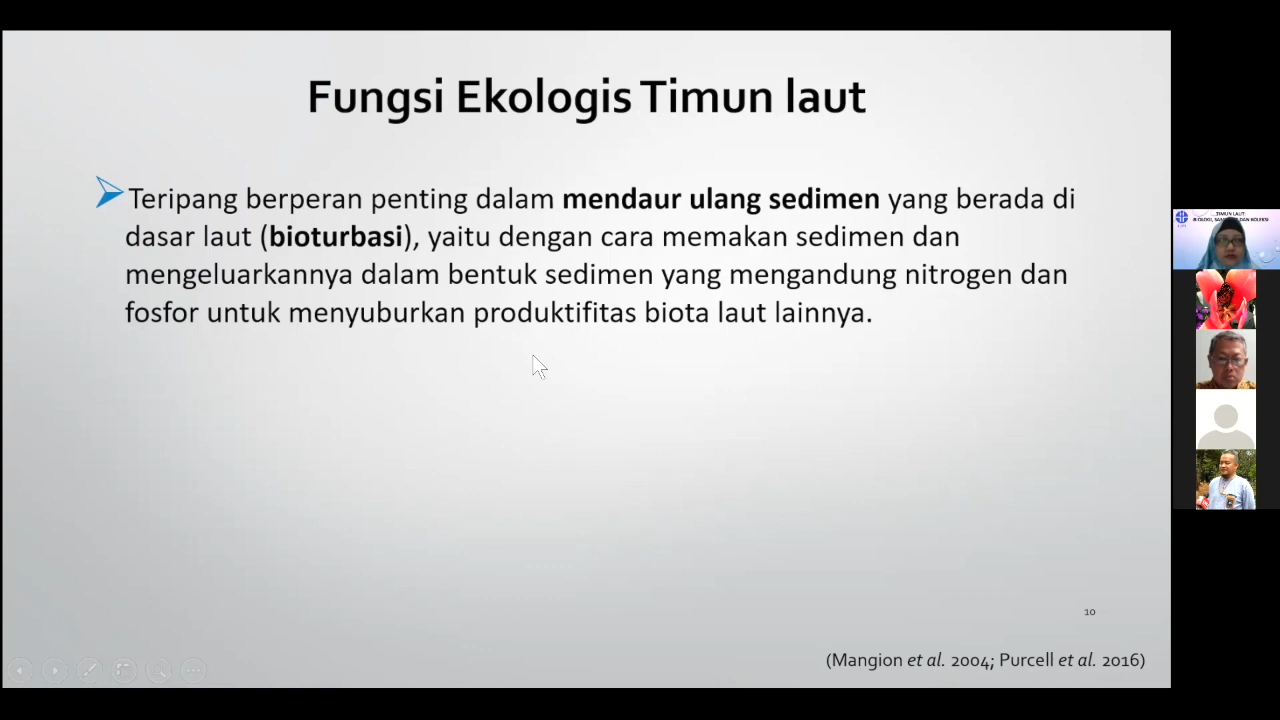 Fungsi Ekologis Timun laut
Teripang berperan penting dalam mendaur ulang sedimen yang berada di
dasar laut (bioturbasi), yaitu dengan cara memakan sedimen dan
mengeluarkannya dalam bentuk sedimen yang mengandung nitrogen dan
fosfor untuk menyuburkan produktifitas biota laut lainnya.
10
(Mangion et al. 2004; Purcell et al. 2016)
TIMUN LAUT: